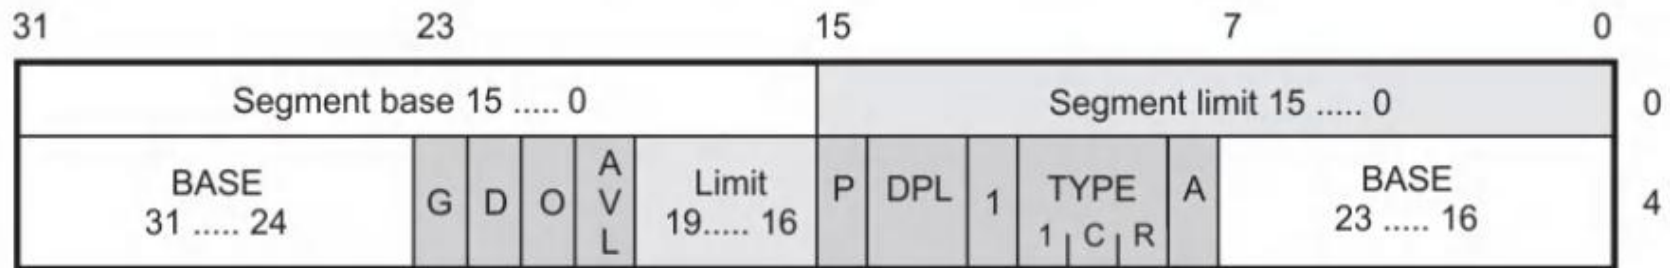 31 23 15 7 0
Segment base 15 ..... 0 Segment limit 15 ..... 0 0
BASE 31 ..... 24 G D O AVL Limit 19..... 16 P DPL 1 TYPE 1 C R A BASE 23 ..... 16 4